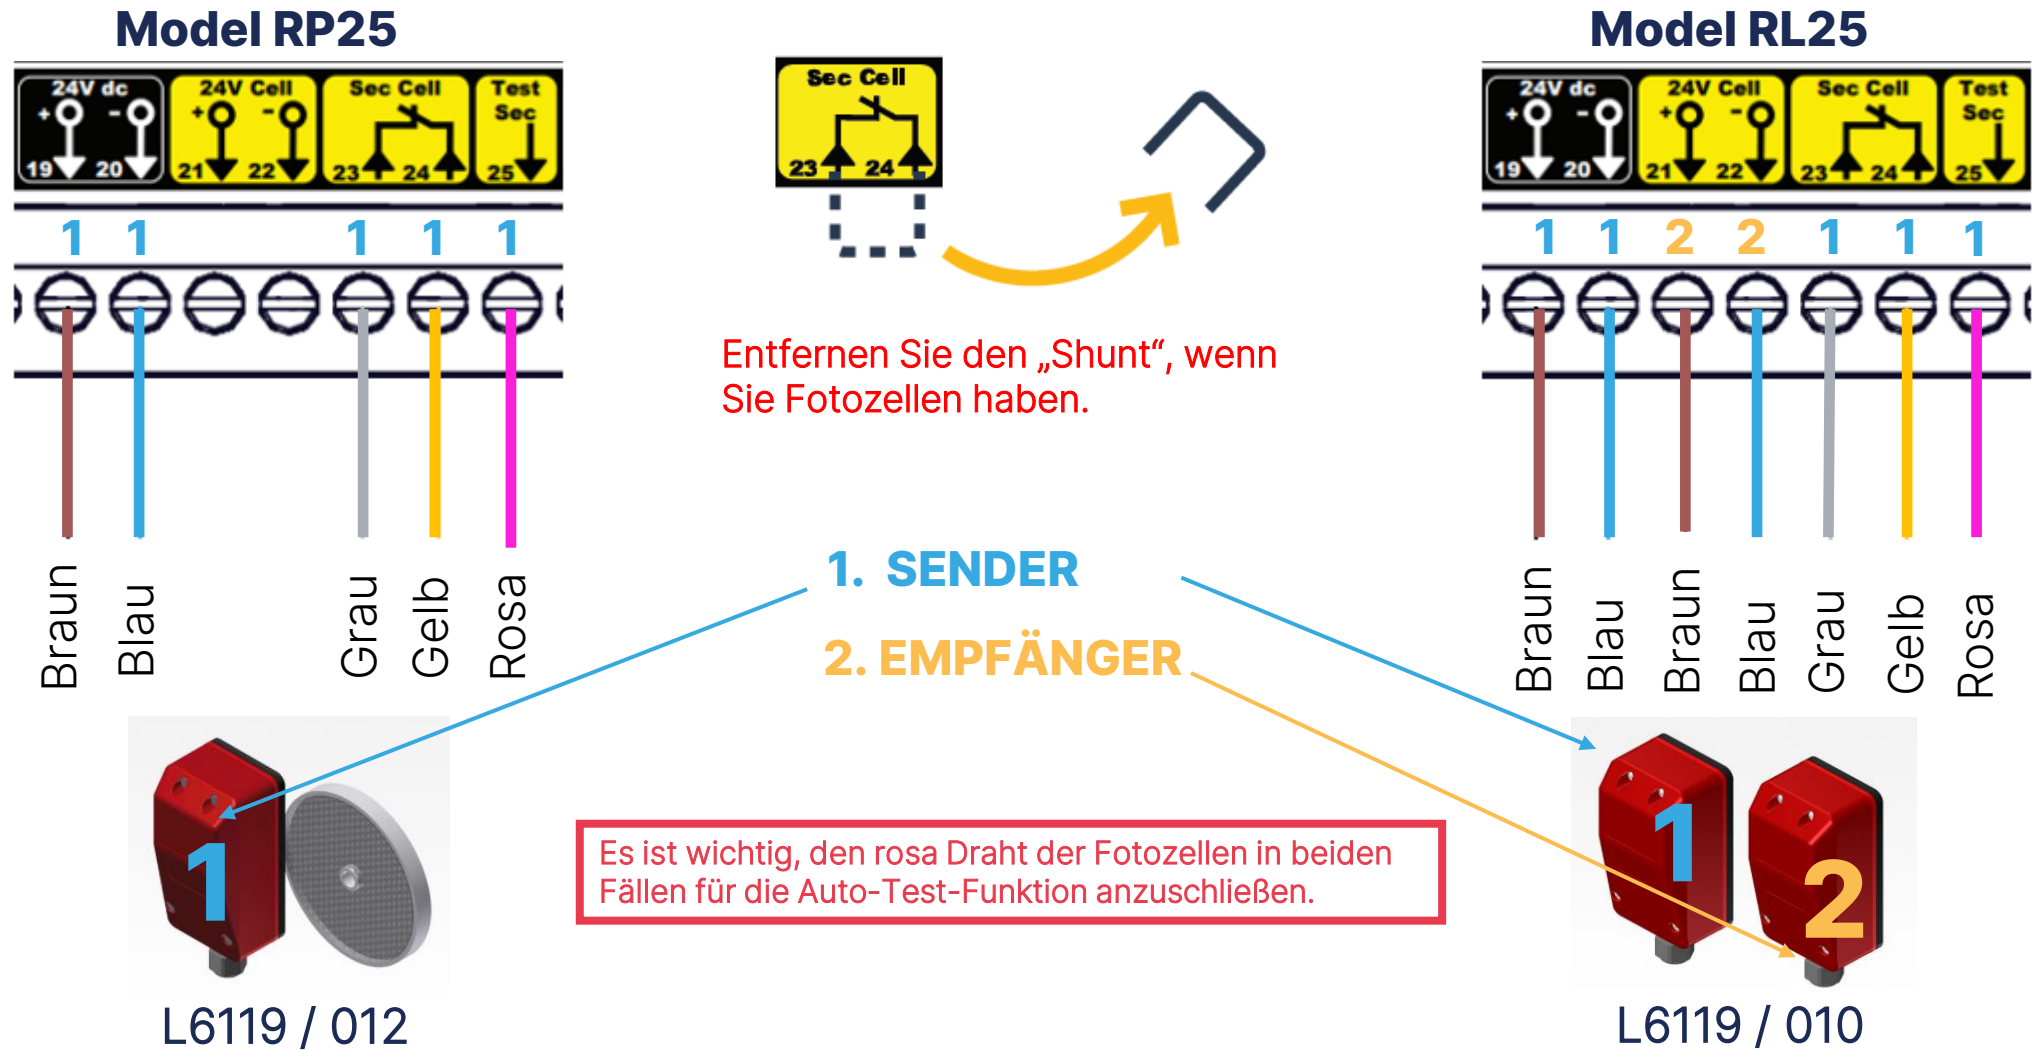 Model RP25
24V dc
+ -
19 20
24V Cell
+ -
21 22
Sec Cell
23 24
Test
Sec
25
1 1 1 1 1
Braun
Blau
Grau
Gelb
Rosa
Sec Cell
23 24
Entfernen Sie den „Shunt“, wenn
Sie Fotozellen haben.
Model RL25
24V dc
+ -
19 20
24V Cell
+ -
21 22
Sec Cell
23 24
Test
Sec
25
1 1 2 2 1 1 1
Braun
Blau
Braun
Blau
Grau
Gelb
Rosa
1. SENDER
2. EMPFÄNGER
1
Es ist wichtig, den rosa Draht der Fotozellen in beiden
Fällen für die Auto-Test-Funktion anzuschließen.
1
2
L6119 / 012
L6119 / 010